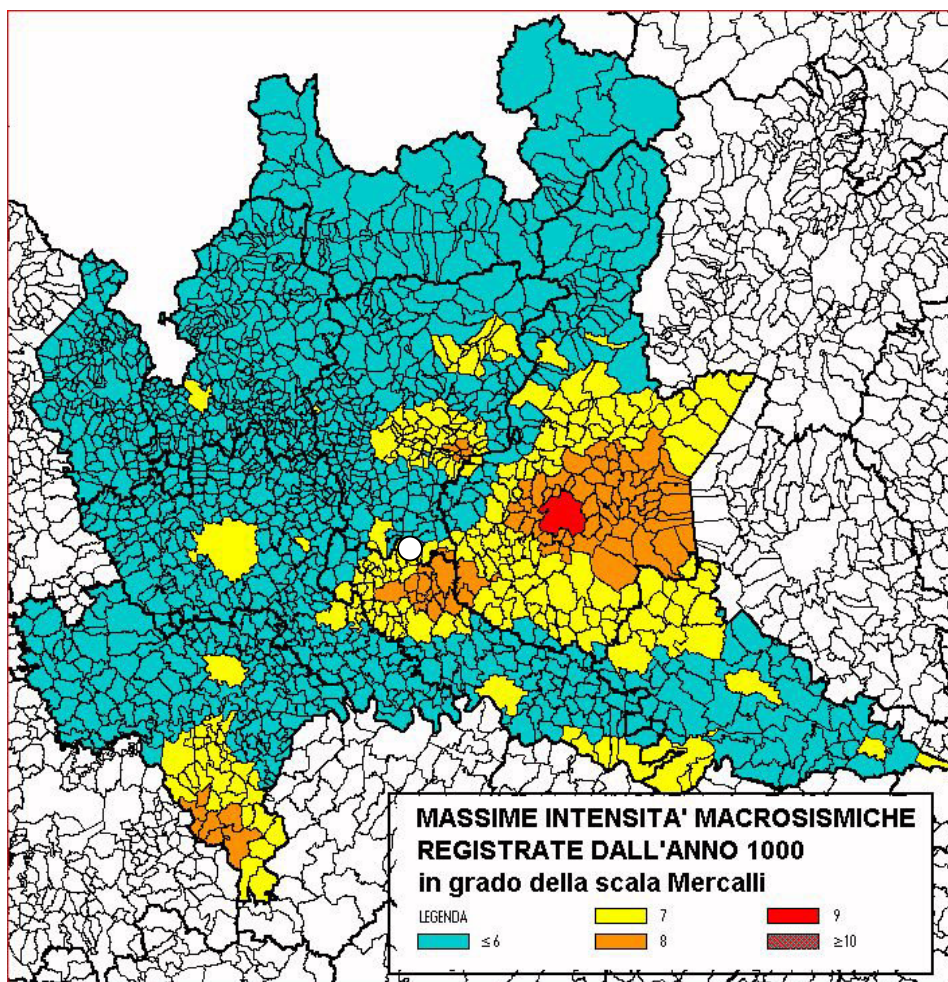 MASSIME INTENSITA' MACROSISMICHE
REGISTRATE DALL'ANNO 1000
in grado della scala Mercalli
LEGENDA
≤6
7
8
9
≥10